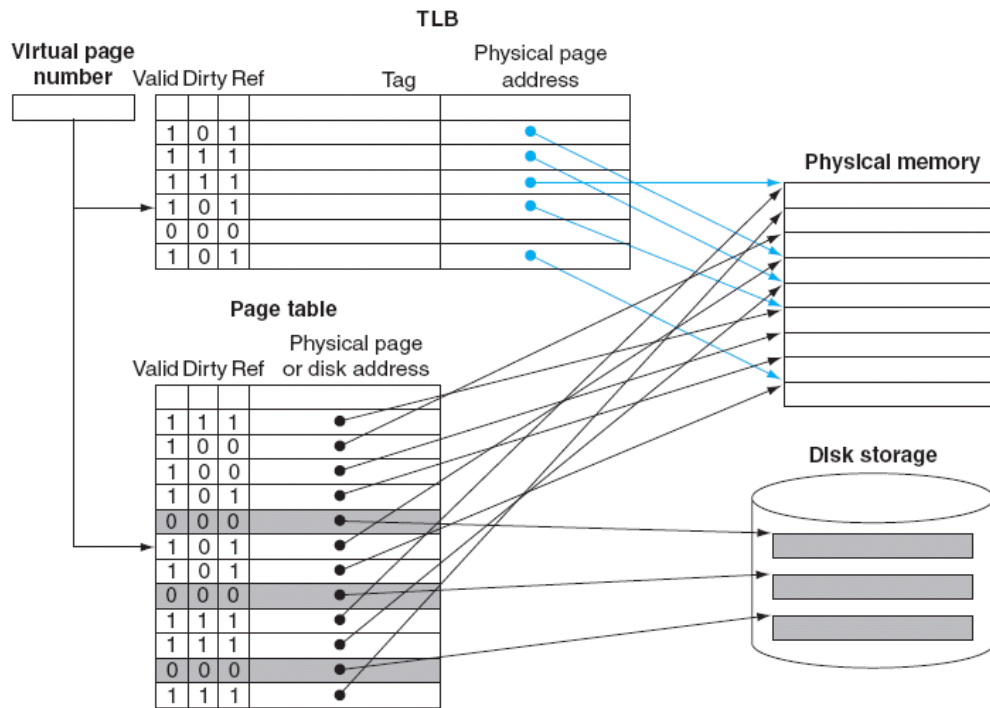 TLB
Virtual page
number
Valid Dirty Ref
Tag
Physical page
address
1 0 1
1 1 1
1 1 1
1 0 1
0 0 0
1 0 1
Physical memory
Page table
Valid Dirty Ref
Physical page
or disk address
1 1 1
1 0 0
1 0 0
1 0 1
0 0 0
1 0 1
1 0 1
0 0 0
1 1 1
1 1 1
0 0 0
1 1 1
Disk storage